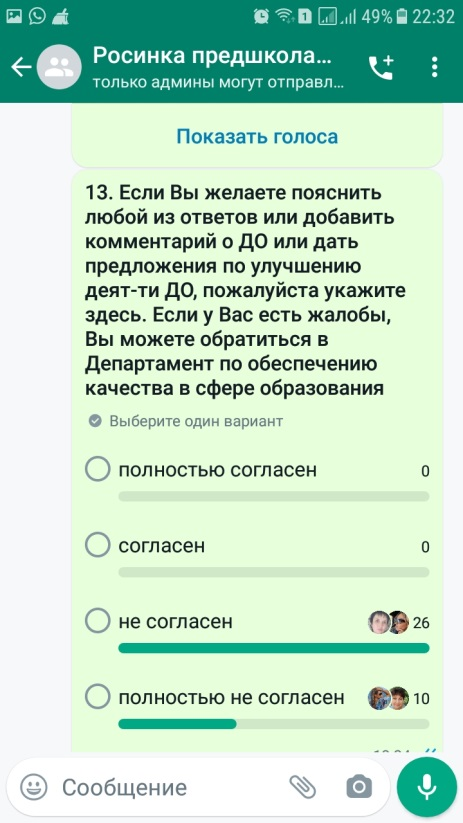 49% 22:32
Росинка предшкола...
только админы могут отправл...
Показать голоса
13. Если Вы желаете пояснить
любой из ответов или добавить
комментарий о ДО или дать
предложения по улучшению
деят-ти ДО, пожалуйста укажите
здесь. Если у Вас есть жалобы,
Вы можете обратиться в
Департамент по обеспечению
качества в сфере образования
Выберите один вариант
полностью согласен 0
согласен 0
не согласен 26
полностью не согласен 10
Сообщение